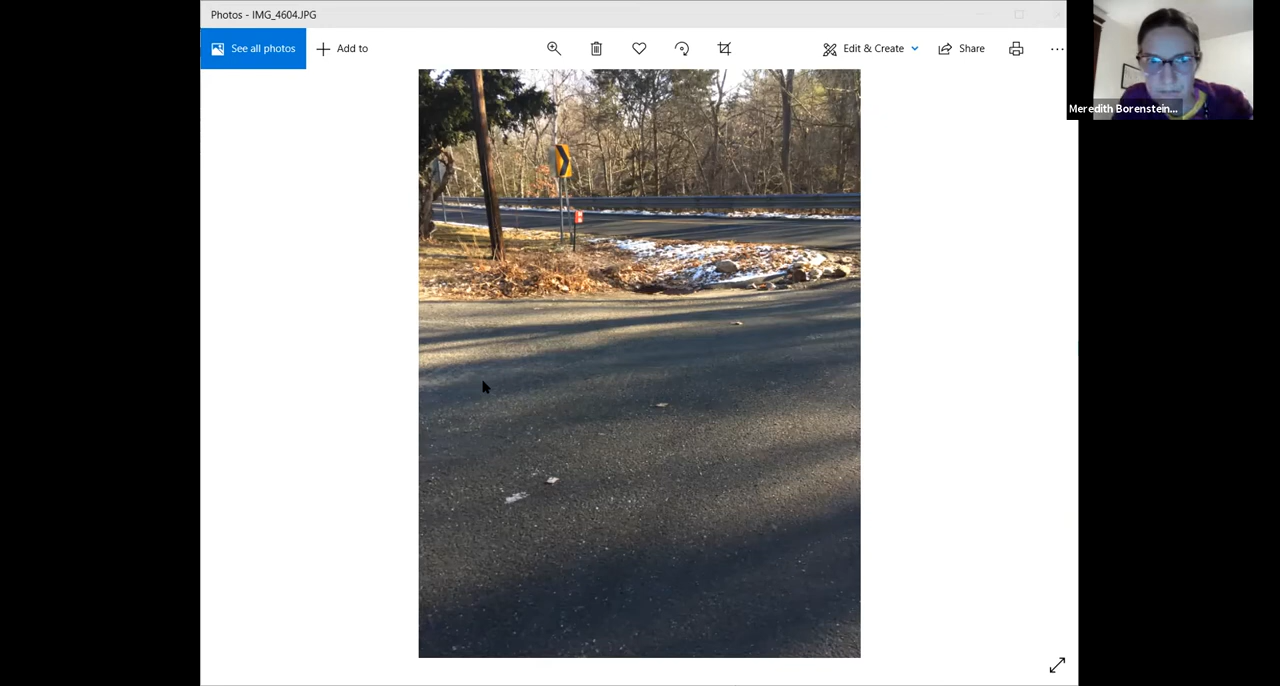 Photos - IMG_4604.JPG
See all photos
Add to
Edit & Create
Share
Meredith Borenstein...